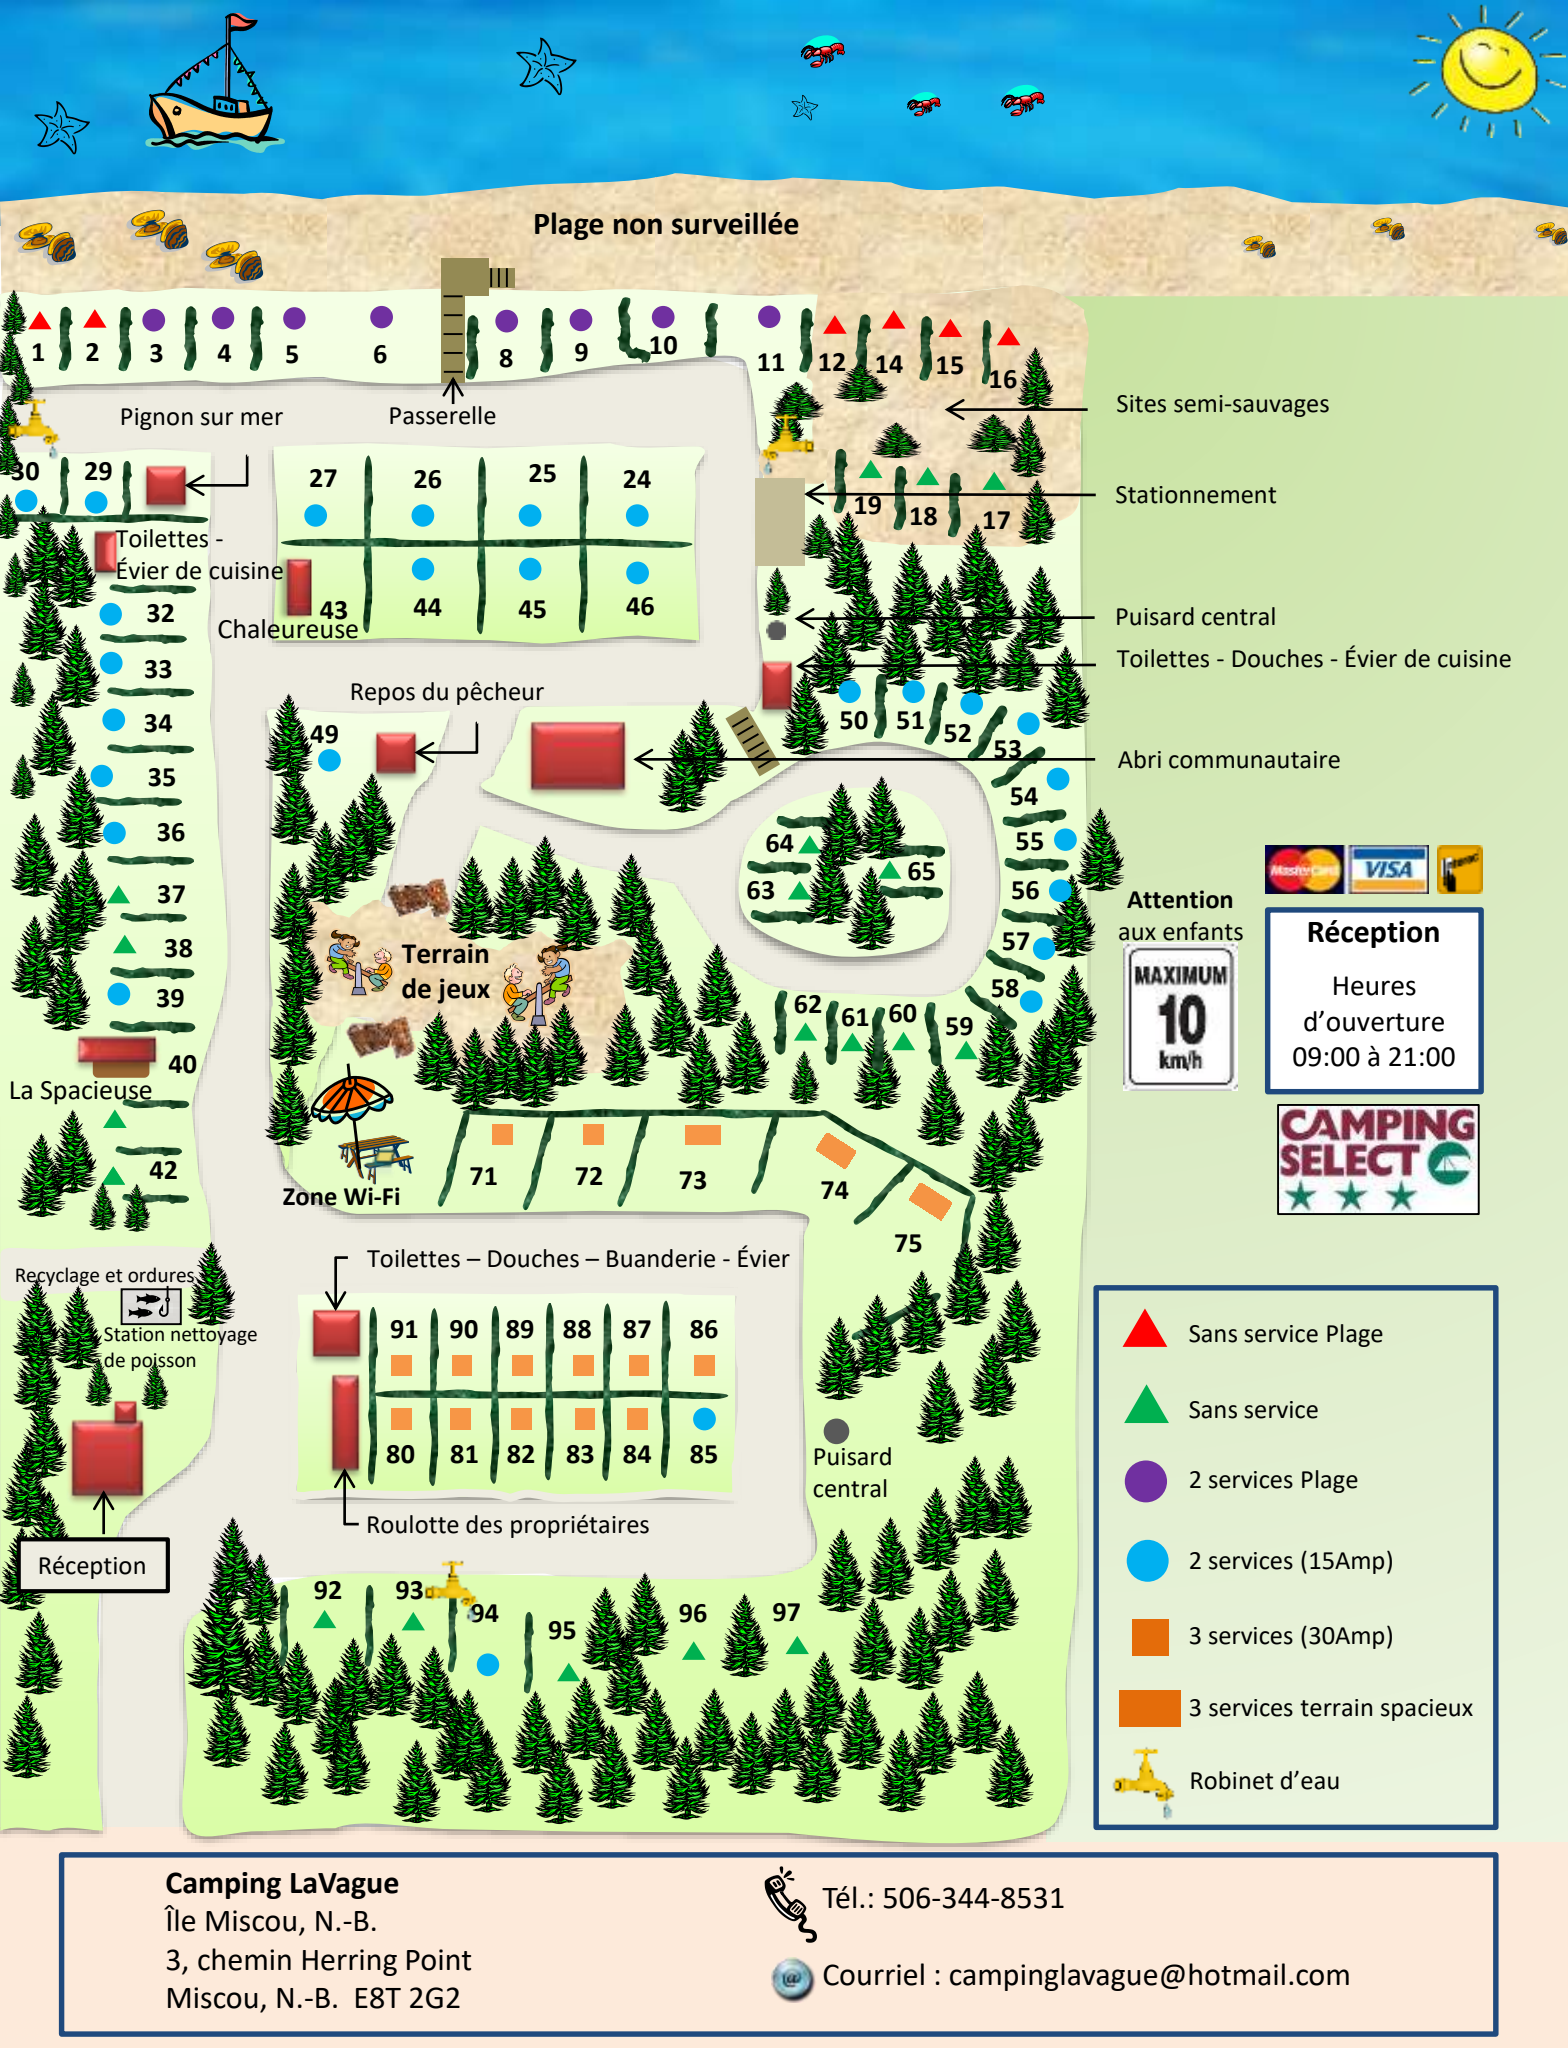 Plage non surveillée
1 2 3 4 5 6 8 9 10 11 12 14 15 16
Pignon sur mer
Passerelle
Sites semi-sauvages
30 29
27 26 25 24
Stationnement
19 18 17
Toilettes -
Évier de cuisine
43 44 45 46
Chaleureuse
32
33
34
35
36
37
38
39
40
La Spacieuse
42
Puisard central
Toilettes - Douches - Évier de cuisine
Repos du pêcheur
49
50 51 52 53
54
55
56
57
58
Abri communautaire
64
63
65
62 61 60 59
Terrain
de jeux
Zone Wi-Fi
71 72 73 74 75
Attention
aux enfants
MAXIMUM
10
km/h
MasterCard
VISA
Interac
Réception
Heures
d’ouverture
09:00 à 21:00
CAMPING
SELECT
Recyclage et ordures
Station nettoyage
de poisson
Toilettes – Douches – Buanderie - Évier
91 90 89 88 87 86
80 81 82 83 84 85
Roulotte des propriétaires
Puisard
central
Réception
92 93 94 95 96 97
Sans service Plage
Sans service
2 services Plage
2 services (15Amp)
3 services (30Amp)
3 services terrain spacieux
Robinet d’eau
Camping LaVague
Île Miscou, N.-B.
3, chemin Herring Point
Miscou, N.-B. E8T 2G2
Tél.: 506-344-8531
@
Courriel : campinglavague@hotmail.com